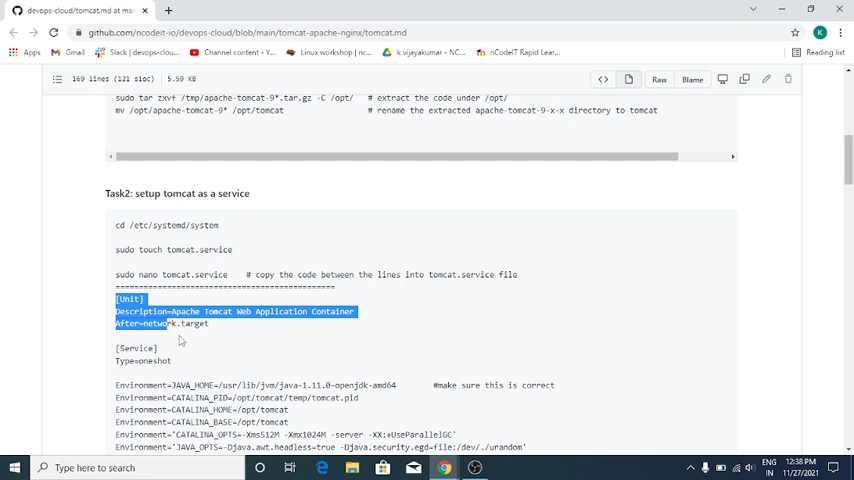 devops-cloud/tomcat.md at main
github.com/ncodeit-io/devops-cloud/blob/main/tomcat-apache-nginx/tomcat.md
K
Apps
Gmail
Slack | devops-clou...
Content creation - Y...
Linux workshop | nc...
k vijayakumar - NC...
nCodeIT Rapid Lear...
Reading list
169 lines (121 sloc)
5.59 KB
Raw
Blame
sudo tar zxvf /tmp/apache-tomcat-9*.tar.gz -C /opt/ # extract the code under /opt/
mv /opt/apache-tomcat-9* /opt/tomcat # rename the extracted apache-tomcat-9-x-x directory to tomcat
Task2: setup tomcat as a service
cd /etc/systemd/system
sudo touch tomcat.service
sudo nano tomcat.service # copy the code between the lines into tomcat.service file
===============================================
[Unit]
Description=Apache Tomcat Web Application Container
After=network.target
[Service]
Type=oneshot
Environment=JAVA_HOME=/usr/lib/jvm/java-1.11.0-openjdk-amd64 #make sure this is correct
Environment=CATALINA_PID=/opt/tomcat/temp/tomcat.pid
Environment=CATALINA_HOME=/opt/tomcat
Environment=CATALINA_BASE=/opt/tomcat
Environment='CATALINA_OPTS=-Xms512M -Xmx1024M -server -XX:+UseParallelGC'
Environment='JAVA_OPTS=-Djava.awt.headless=true -Djava.security.egd=file:/dev/./urandom'
Type here to search
ENG
IN
12:38 PM
11/27/2021